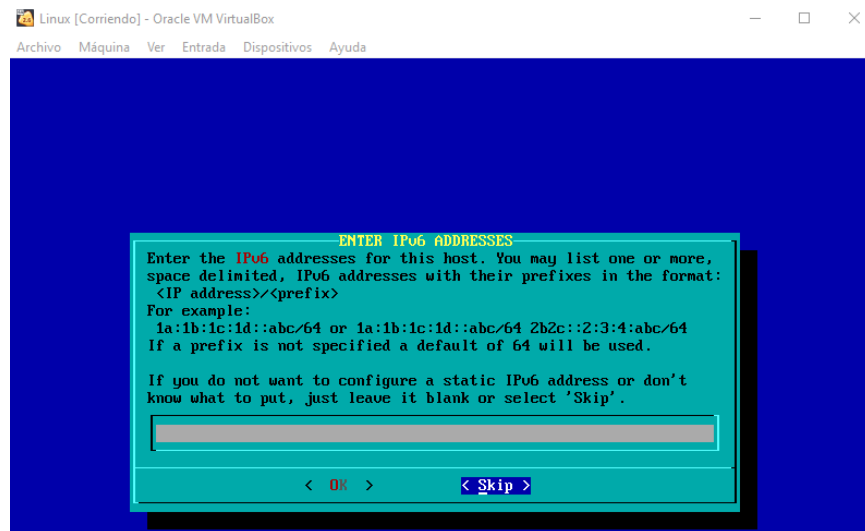 Linux [Corriendo] - Oracle VM VirtualBox
Archivo Máquina Ver Entrada Dispositivos Ayuda
ENTER IPv6 ADDRESSES
Enter the IPv6 addresses for this host. You may list one or more,
space delimited, IPv6 addresses with their prefixes in the format:
<IP address>/<prefix>
For example:
1a:1b:1c:1d::abc/64 or 1a:1b:1c:1d::abc/64 2b2c::2:3:4:abc/64
If a prefix is not specified a default of 64 will be used.
If you do not want to configure a static IPv6 address or don't
know what to put, just leave it blank or select 'Skip'.
< OK > < Skip >